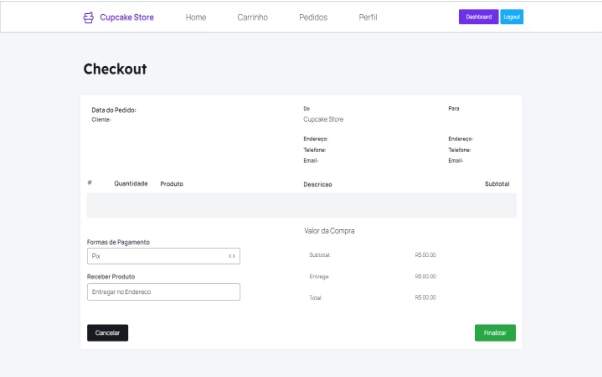 Cupcake Store Home Carrinho Pedidos Perfil Dashboard Logout
Checkout
Data do Pedido:
Cliente:
De
Cupcake Store
Endereço:
Telefone:
Email:
Para
Endereço:
Telefone:
Email:
# Quantidade Produto Descricao Subtotal
Formas de Pagamento
Pix
Receber Produto
Entregar no Endereco
Valor da Compra
Subtotal: R$ 00.00
Entrega: R$ 00.00
Total: R$ 00.00
Cancelar Finalizar